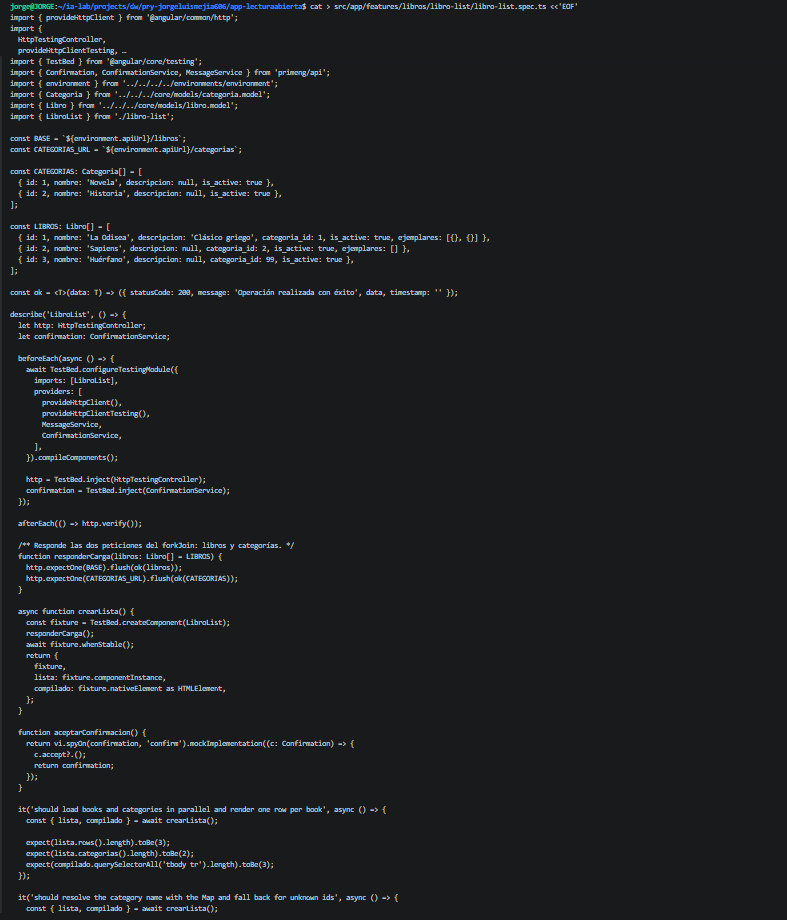 jorge@JORGE:~/ia-lab/projects/dw/pry-jorgeluismejia606/app-lecturaabierta$ cat > src/app/features/libros/libro-list/libro-list.spec.ts <<'EOF'
import { provideHttpClient } from '@angular/common/http';
import {
  HttpTestingController,
  provideHttpClientTesting, …
import { TestBed } from '@angular/core/testing';
import { Confirmation, ConfirmationService, MessageService } from 'primeng/api';
import { environment } from '../../../../environments/environment';
import { Categoria } from '../../../core/models/categoria.model';
import { Libro } from '../../../core/models/libro.model';
import { LibroList } from './libro-list';

const BASE = `${environment.apiUrl}/libros`;
const CATEGORIAS_URL = `${environment.apiUrl}/categorias`;

const CATEGORIAS: Categoria[] = [
  { id: 1, nombre: 'Novela', descripcion: null, is_active: true },
  { id: 2, nombre: 'Historia', descripcion: null, is_active: true },
];

const LIBROS: Libro[] = [
  { id: 1, nombre: 'La Odisea', descripcion: 'Clásico griego', categoria_id: 1, is_active: true, ejemplares: [{}, {}] },
  { id: 2, nombre: 'Sapiens', descripcion: null, categoria_id: 2, is_active: true, ejemplares: [] },
  { id: 3, nombre: 'Huérfano', descripcion: null, categoria_id: 99, is_active: true },
];

const ok = <T>(data: T) => ({ statusCode: 200, message: 'Operación realizada con éxito', data, timestamp: '' });

describe('LibroList', () => {
  let http: HttpTestingController;
  let confirmation: ConfirmationService;

  beforeEach(async () => {
    await TestBed.configureTestingModule({
      imports: [LibroList],
      providers: [
        provideHttpClient(),
        provideHttpClientTesting(),
        MessageService,
        ConfirmationService,
      ],
    }).compileComponents();

    http = TestBed.inject(HttpTestingController);
    confirmation = TestBed.inject(ConfirmationService);
  });

  afterEach(() => http.verify());

  /** Responde las dos peticiones del forkJoin: libros y categorías. */
  function responderCarga(libros: Libro[] = LIBROS) {
    http.expectOne(BASE).flush(ok(libros));
    http.expectOne(CATEGORIAS_URL).flush(ok(CATEGORIAS));
  }

  async function crearLista() {
    const fixture = TestBed.createComponent(LibroList);
    responderCarga();
    await fixture.whenStable();
    return {
      fixture,
      lista: fixture.componentInstance,
      compilado: fixture.nativeElement as HTMLElement,
    };
  }

  function aceptarConfirmacion() {
    return vi.spyOn(confirmation, 'confirm').mockImplementation((c: Confirmation) => {
      c.accept?.();
      return confirmation;
    });
  }

  it('should load books and categories in parallel and render one row per book', async () => {
    const { lista, compilado } = await crearLista();

    expect(lista.rows().length).toBe(3);
    expect(lista.categorias().length).toBe(2);
    expect(compilado.querySelectorAll('tbody tr').length).toBe(3);
  });

  it('should resolve the category name with the Map and fall back for unknown ids', async () => {
    const { lista, compilado } = await crearLista();